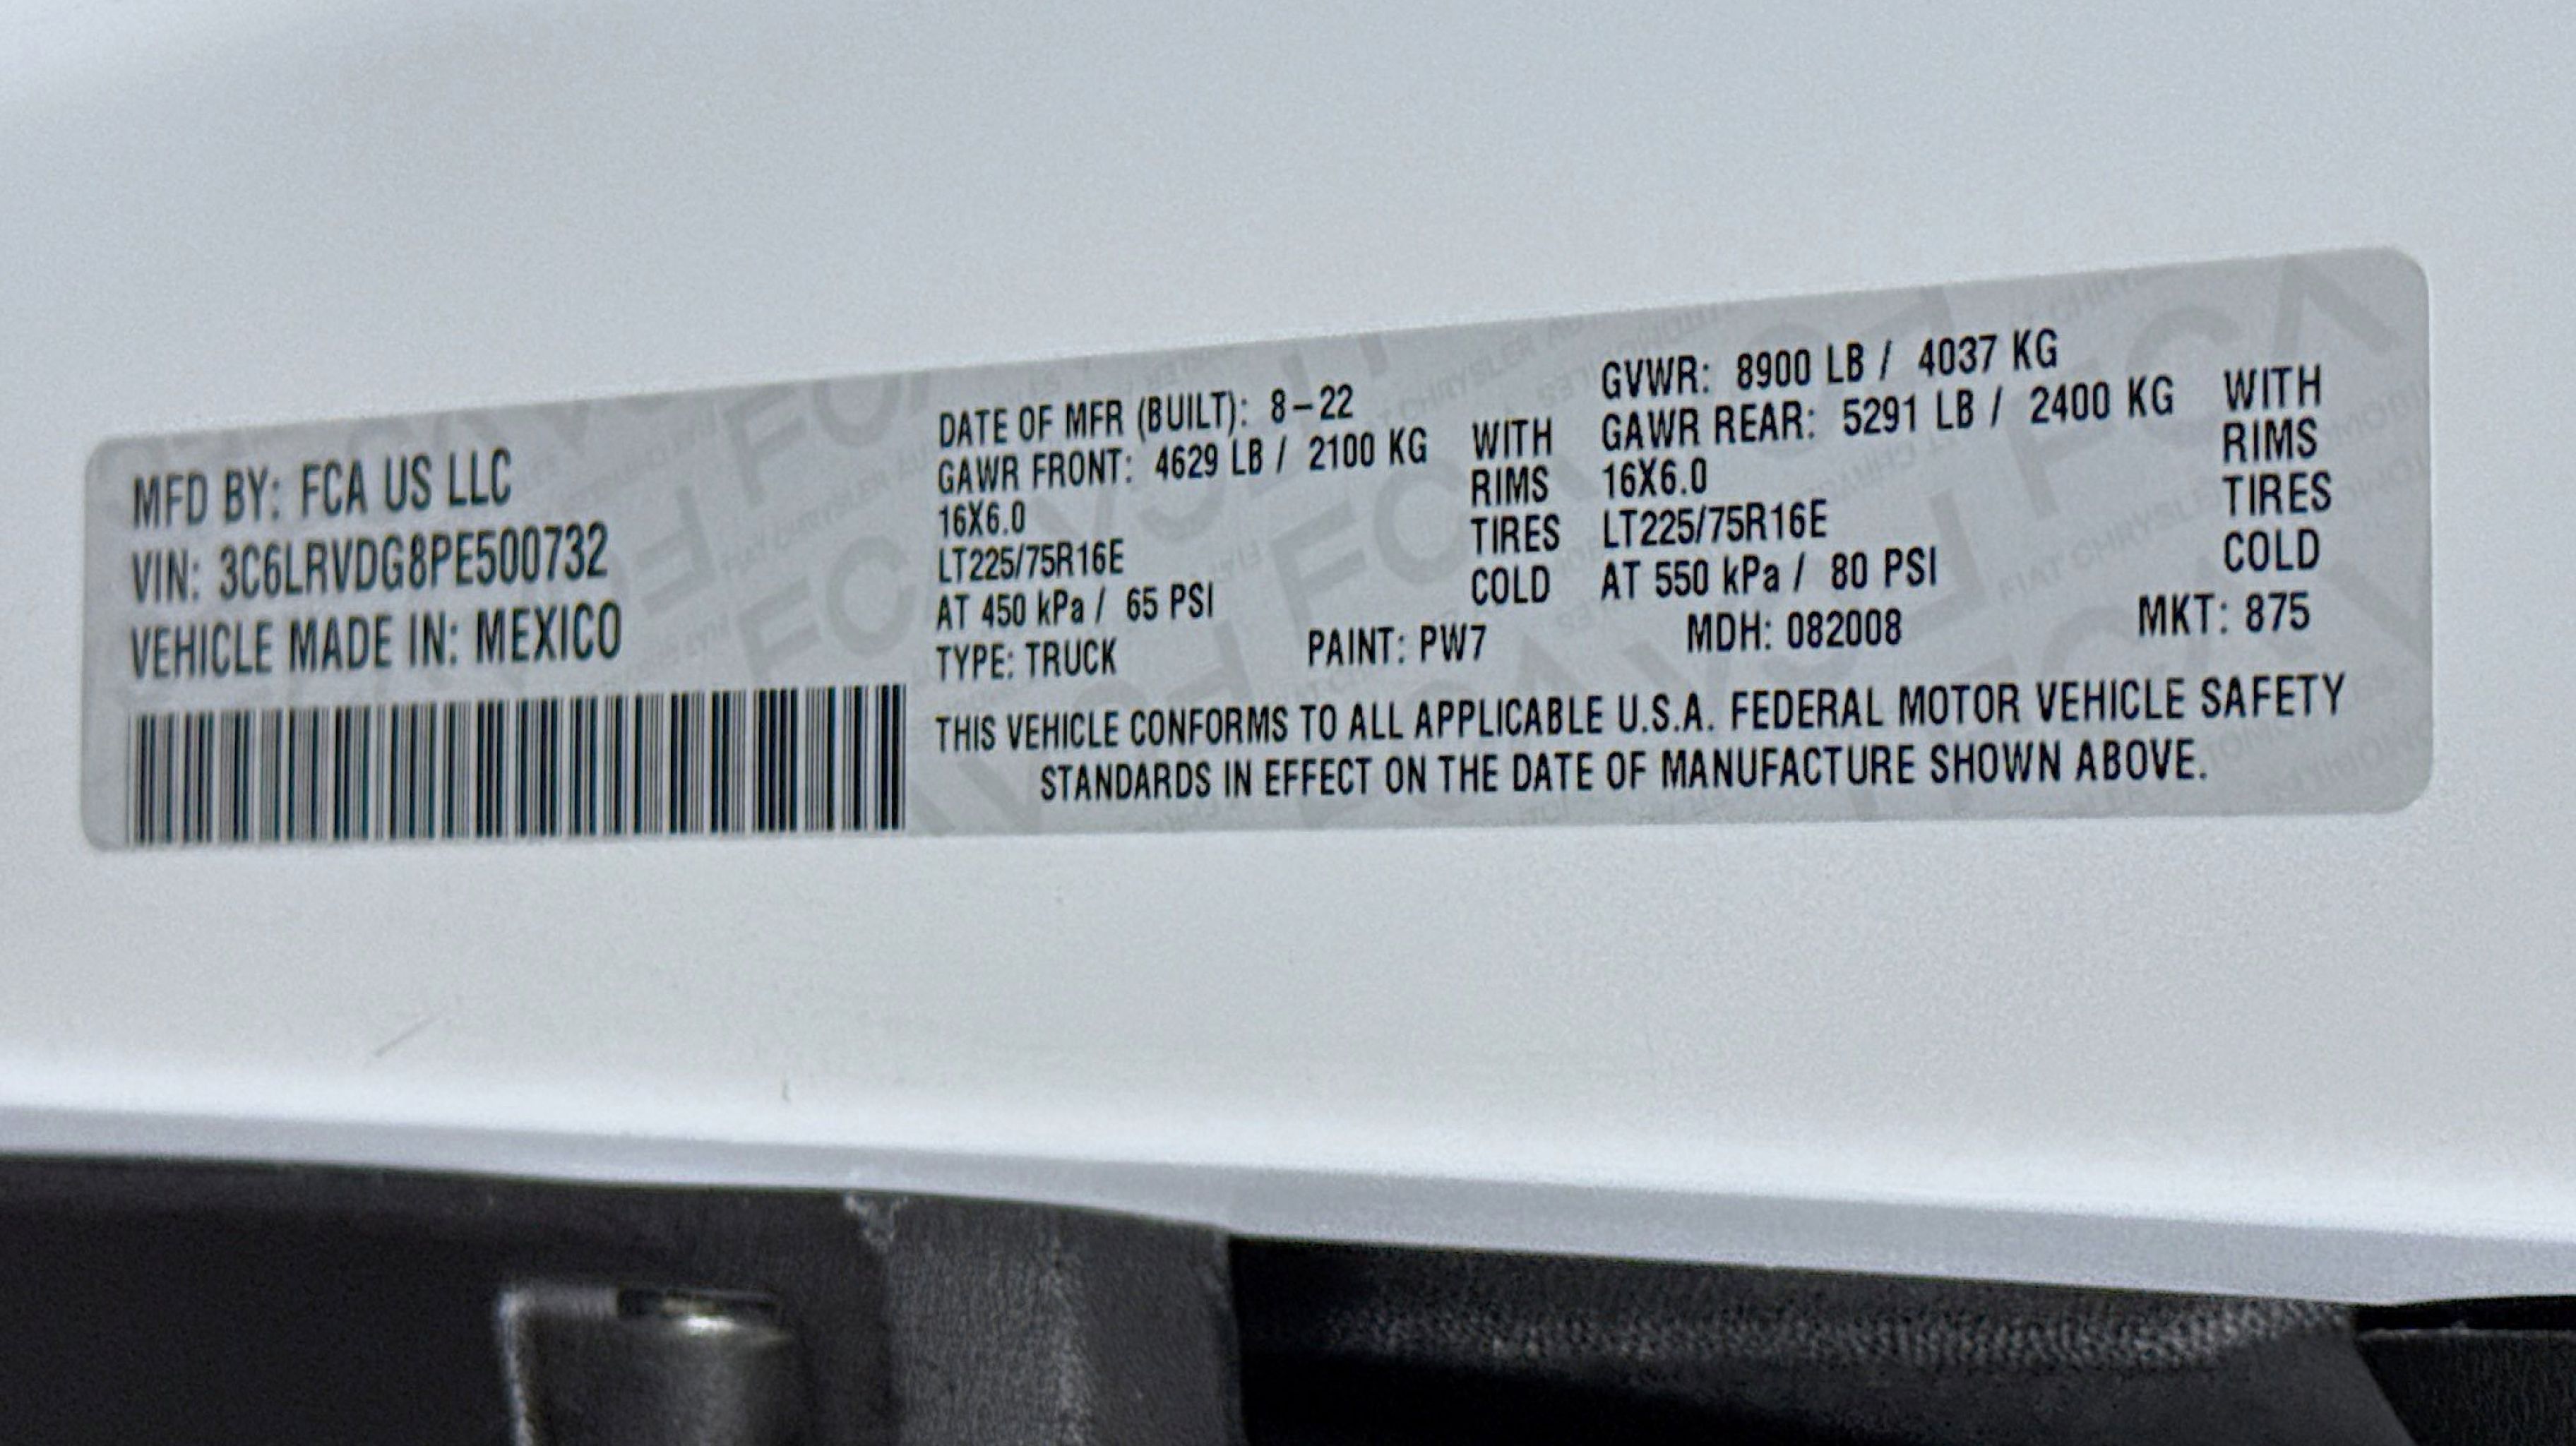 MFD BY: FCA US LLC
VIN: 3C6LRVDG8PE500732
VEHICLE MADE IN: MEXICO
DATE OF MFR (BUILT): 8-22
GAWR FRONT: 4629 LB / 2100 KG WITH
16X6.0 RIMS
LT225/75R16E TIRES
AT 450 kPa / 65 PSI COLD
GVWR: 8900 LB / 4037 KG
GAWR REAR: 5291 LB / 2400 KG WITH
16X6.0 RIMS
LT225/75R16E TIRES
AT 550 kPa / 80 PSI COLD
TYPE: TRUCK PAINT: PW7 MDH: 082008 MKT: 875
THIS VEHICLE CONFORMS TO ALL APPLICABLE U.S.A. FEDERAL MOTOR VEHICLE SAFETY
STANDARDS IN EFFECT ON THE DATE OF MANUFACTURE SHOWN ABOVE.